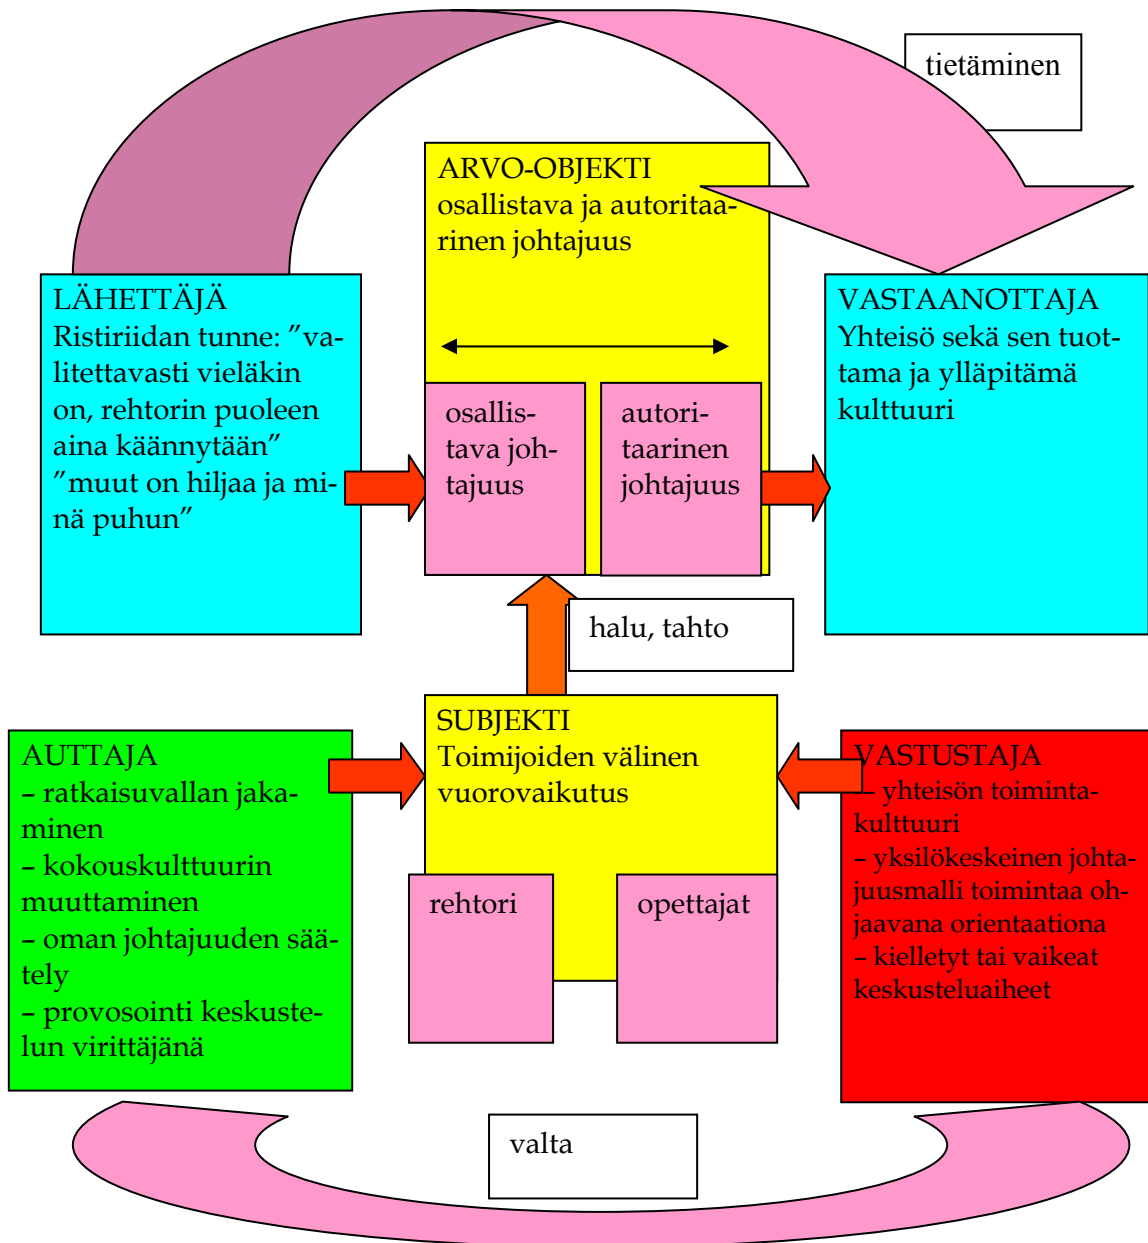 tietäminen
ARVO-OBJEKTI
osallistava ja autoritaa-
rinen johtajuus
LÄHETTÄJÄ
Ristiriidan tunne: ”va-
litettavasti vieläkin
on, rehtorin puoleen
aina käännytään”
”muut on hiljaa ja mi-
nä puhun”
osallis-
tava joh-
tajuus
autori-
taarinen
johtajuus
VASTAANOTTAJA
Yhteisö sekä sen tuot-
tama ja ylläpitämä
kulttuuri
halu, tahto
AUTTAJA
– ratkaisuvallan jaka-
minen
– kokouskulttuurin
muuttaminen
– oman johtajuuden sää-
tely
– provosointi keskuste-
lun virittäjänä
SUBJEKTI
Toimijoiden välinen
vuorovaikutus
rehtori
opettajat
VASTUSTAJA
– yhteisön toiminta-
kulttuuri
– yksilökeskeinen johta-
juusmalli toimintaa oh-
jaavana orientaationa
– kielletyt tai vaikeat
keskusteluaiheet
valta